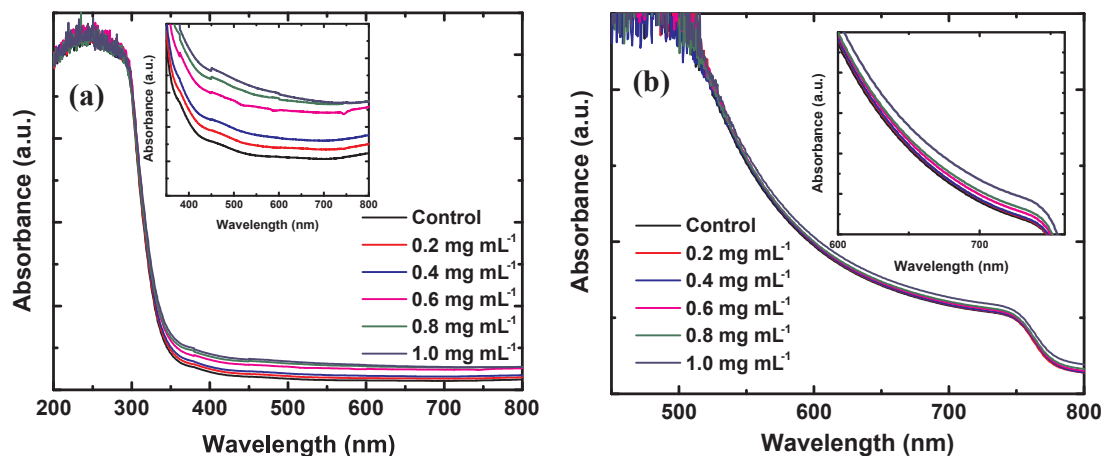 (a)
Absorbance (a.u.)
Absorbance (a.u.)
400 500 600 700 800
Wavelength (nm)
Control
0.2 mg mL⁻¹
0.4 mg mL⁻¹
0.6 mg mL⁻¹
0.8 mg mL⁻¹
1.0 mg mL⁻¹
200 300 400 500 600 700 800
Wavelength (nm)
(b)
Absorbance (a.u.)
Absorbance (a.u.)
600 700
Wavelength (nm)
Control
0.2 mg mL⁻¹
0.4 mg mL⁻¹
0.6 mg mL⁻¹
0.8 mg mL⁻¹
1.0 mg mL⁻¹
500 600 700 800
Wavelength (nm)